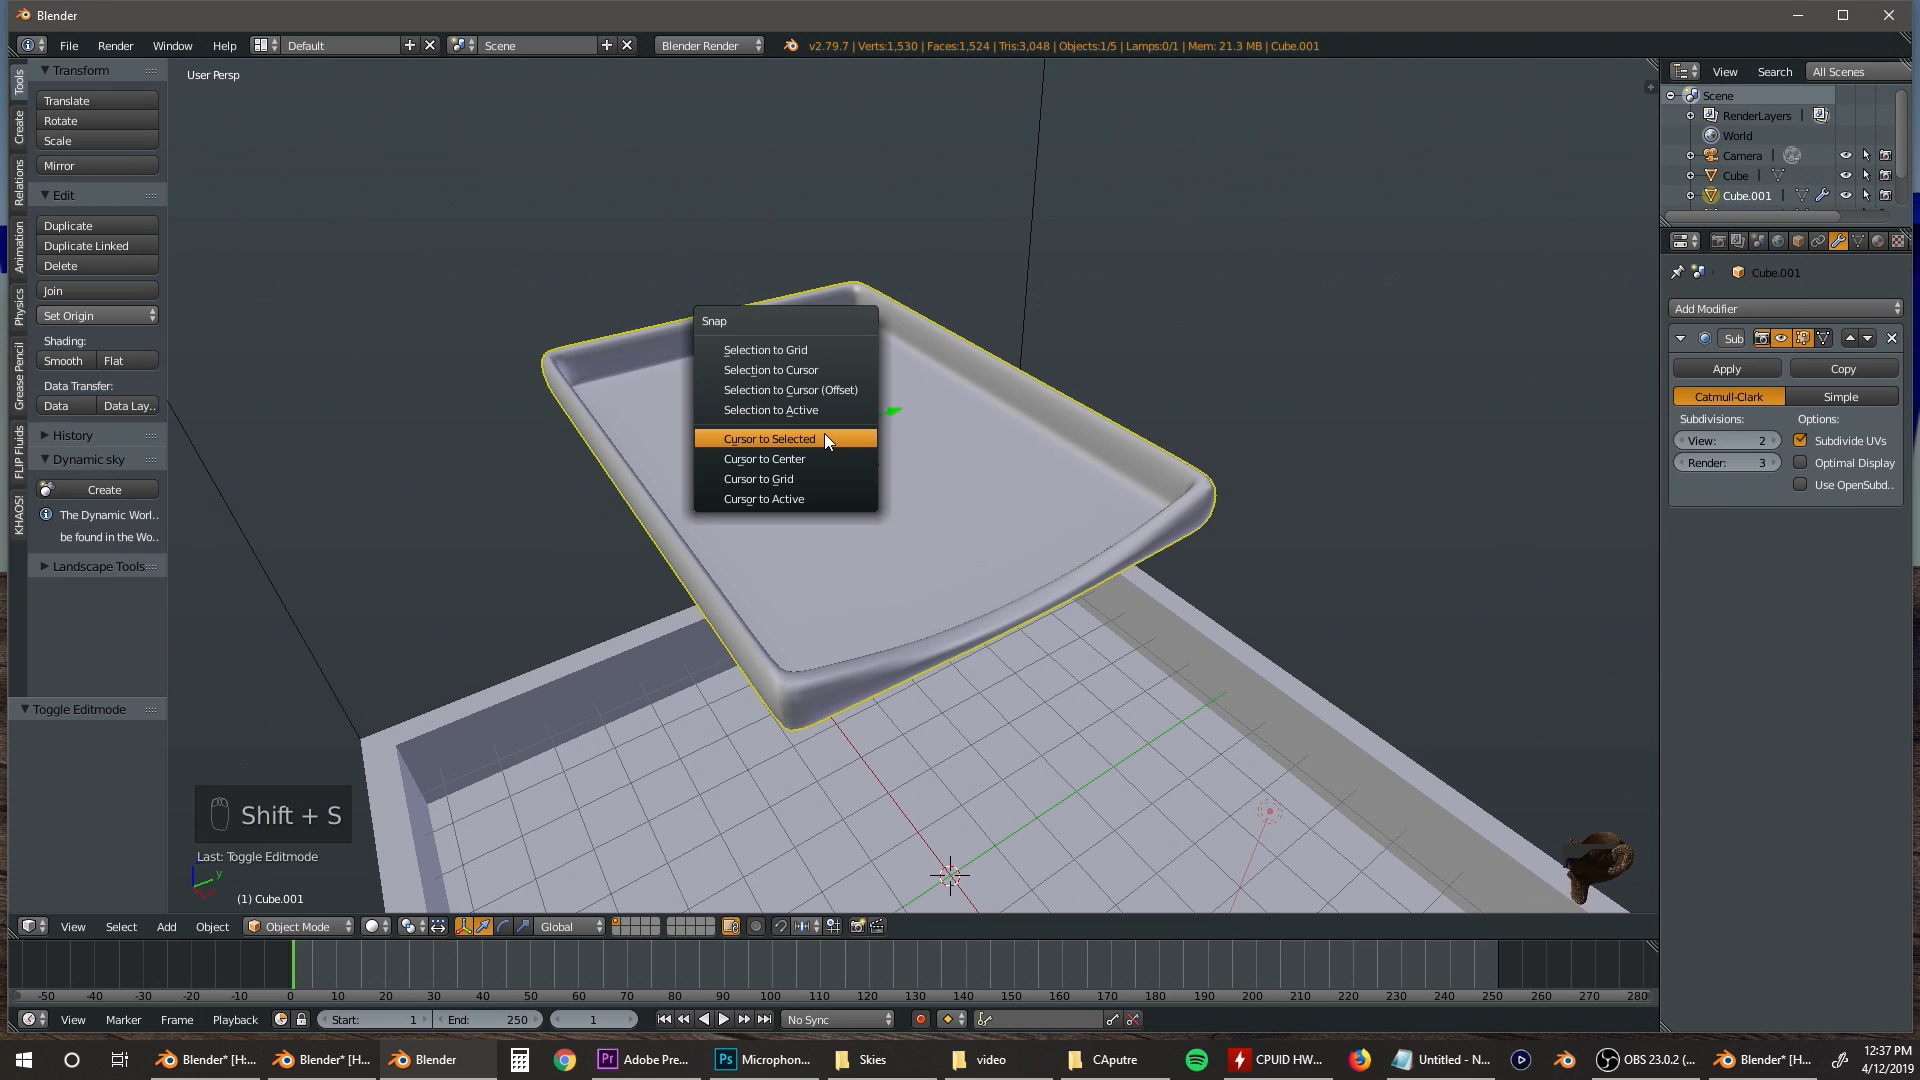 Blender
File Render Window Help Default Scene Blender Render v2.79.7 | Verts:1,530 | Faces:1,524 | Tris:3,048 | Objects:1/5 | Lamps:0/1 | Mem: 21.3 MB | Cube.001
Tools
Create
Relations
Animation
Physics
Grease Pencil
FLIP Fluids
KHAOS!
Transform
Translate
Rotate
Scale
Mirror
Edit
Duplicate
Duplicate Linked
Delete
Join
Set Origin
Shading:
Smooth Flat
Data Transfer:
Data Data Lay..
History
Dynamic sky
Create
The Dynamic Worl..
be found in the Wo..
Landscape Tools
Toggle Editmode
User Persp
Snap
Selection to Grid
Selection to Cursor
Selection to Cursor (Offset)
Selection to Active
Cursor to Selected
Cursor to Center
Cursor to Grid
Cursor to Active
Shift + S
Last: Toggle Editmode
y
(1) Cube.001
View Search All Scenes
Scene
RenderLayers
World
Camera
Cube
Cube.001
Cube.001
Add Modifier
Sub
Apply Copy
Catmull-Clark Simple
Subdivisions: Options:
View: 2 Subdivide UVs
Render: 3 Optimal Display
Use OpenSubd..
View Select Add Object Object Mode Global
-50 -40 -30 -20 -10 0 10 20 30 40 50 60 70 80 90 100 110 120 130 140 150 160 170 180 190 200 210 220 230 240 250 260 270 280
View Marker Frame Playback Start: 1 End: 250 1 No Sync
Blender* [H:... Blender* [H... Blender Adobe Pre... Microphon... Skies video CAputre CPUID HW... Untitled - N... OBS 23.0.2 (... Blender* [H... 12:37 PM
4/12/2019